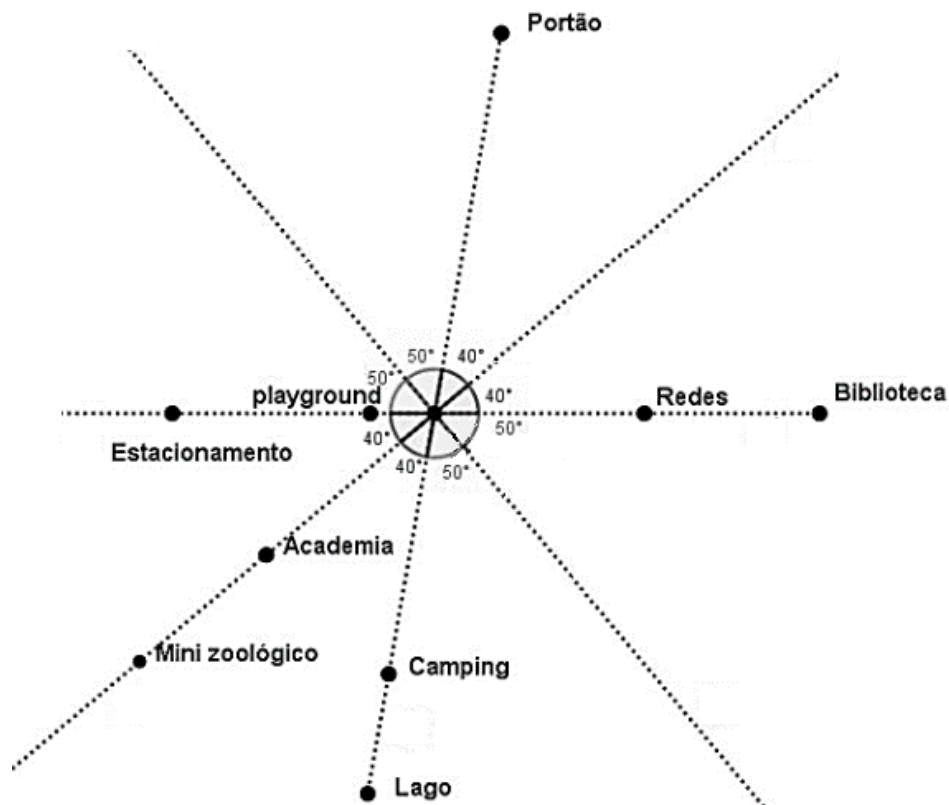 Portão
50° 40°
50° 40°
playground Redes Biblioteca
50°
Estacionamento 40°
40° 50°
Academia
Mini zoológico Camping
Lago